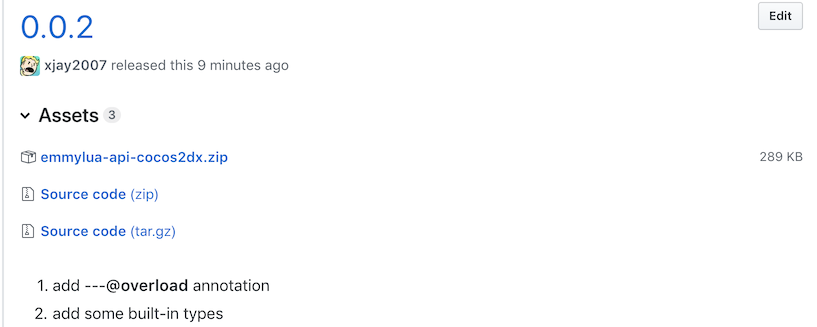 0.0.2
Edit
xjay2007 released this 9 minutes ago
Assets 3
emmylua-api-cocos2dx.zip 289 KB
Source code (zip)
Source code (tar.gz)
1. add ---@overload annotation
2. add some built-in types